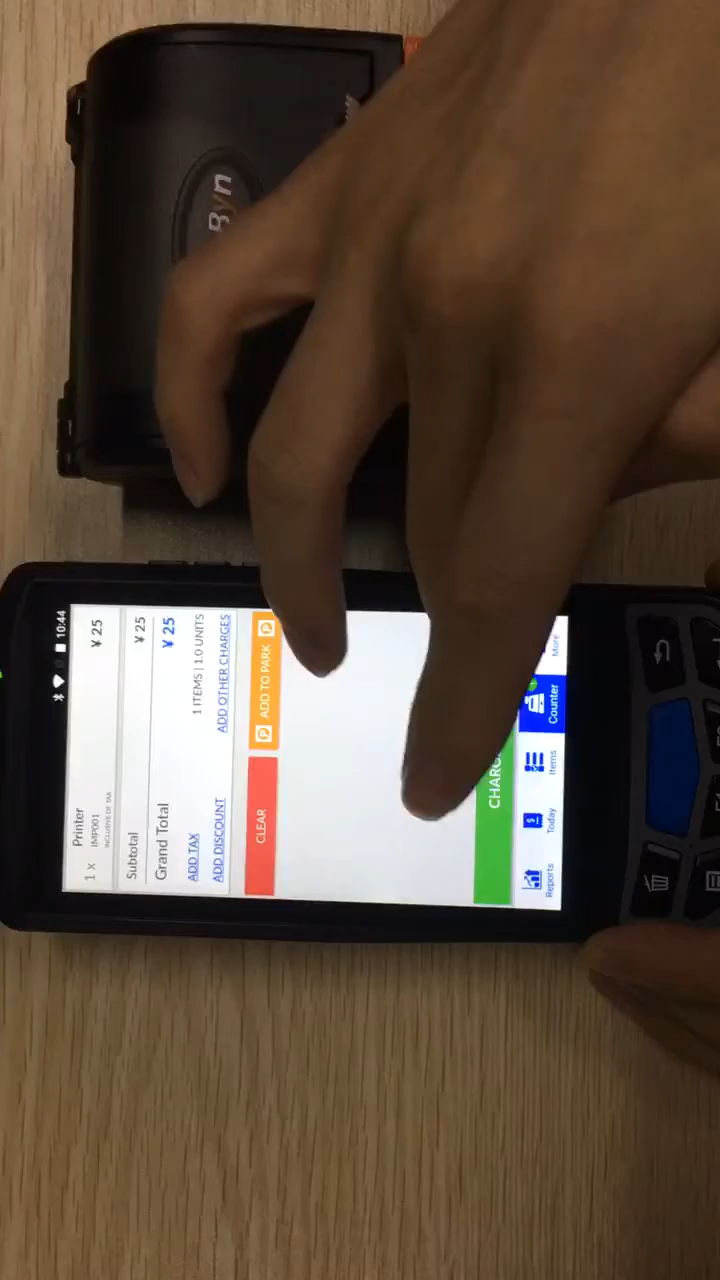 10:44
Printer ¥ 25
1 x IMP001
INCLUSIVE OF TAX
Subtotal ¥ 25
Grand Total ¥ 25
1 ITEMS | 1.0 UNITS
ADD TAX
ADD DISCOUNT ADD OTHER CHARGES
CLEAR P ADD TO PARK P
CHARG
Reports Today Items Counter More